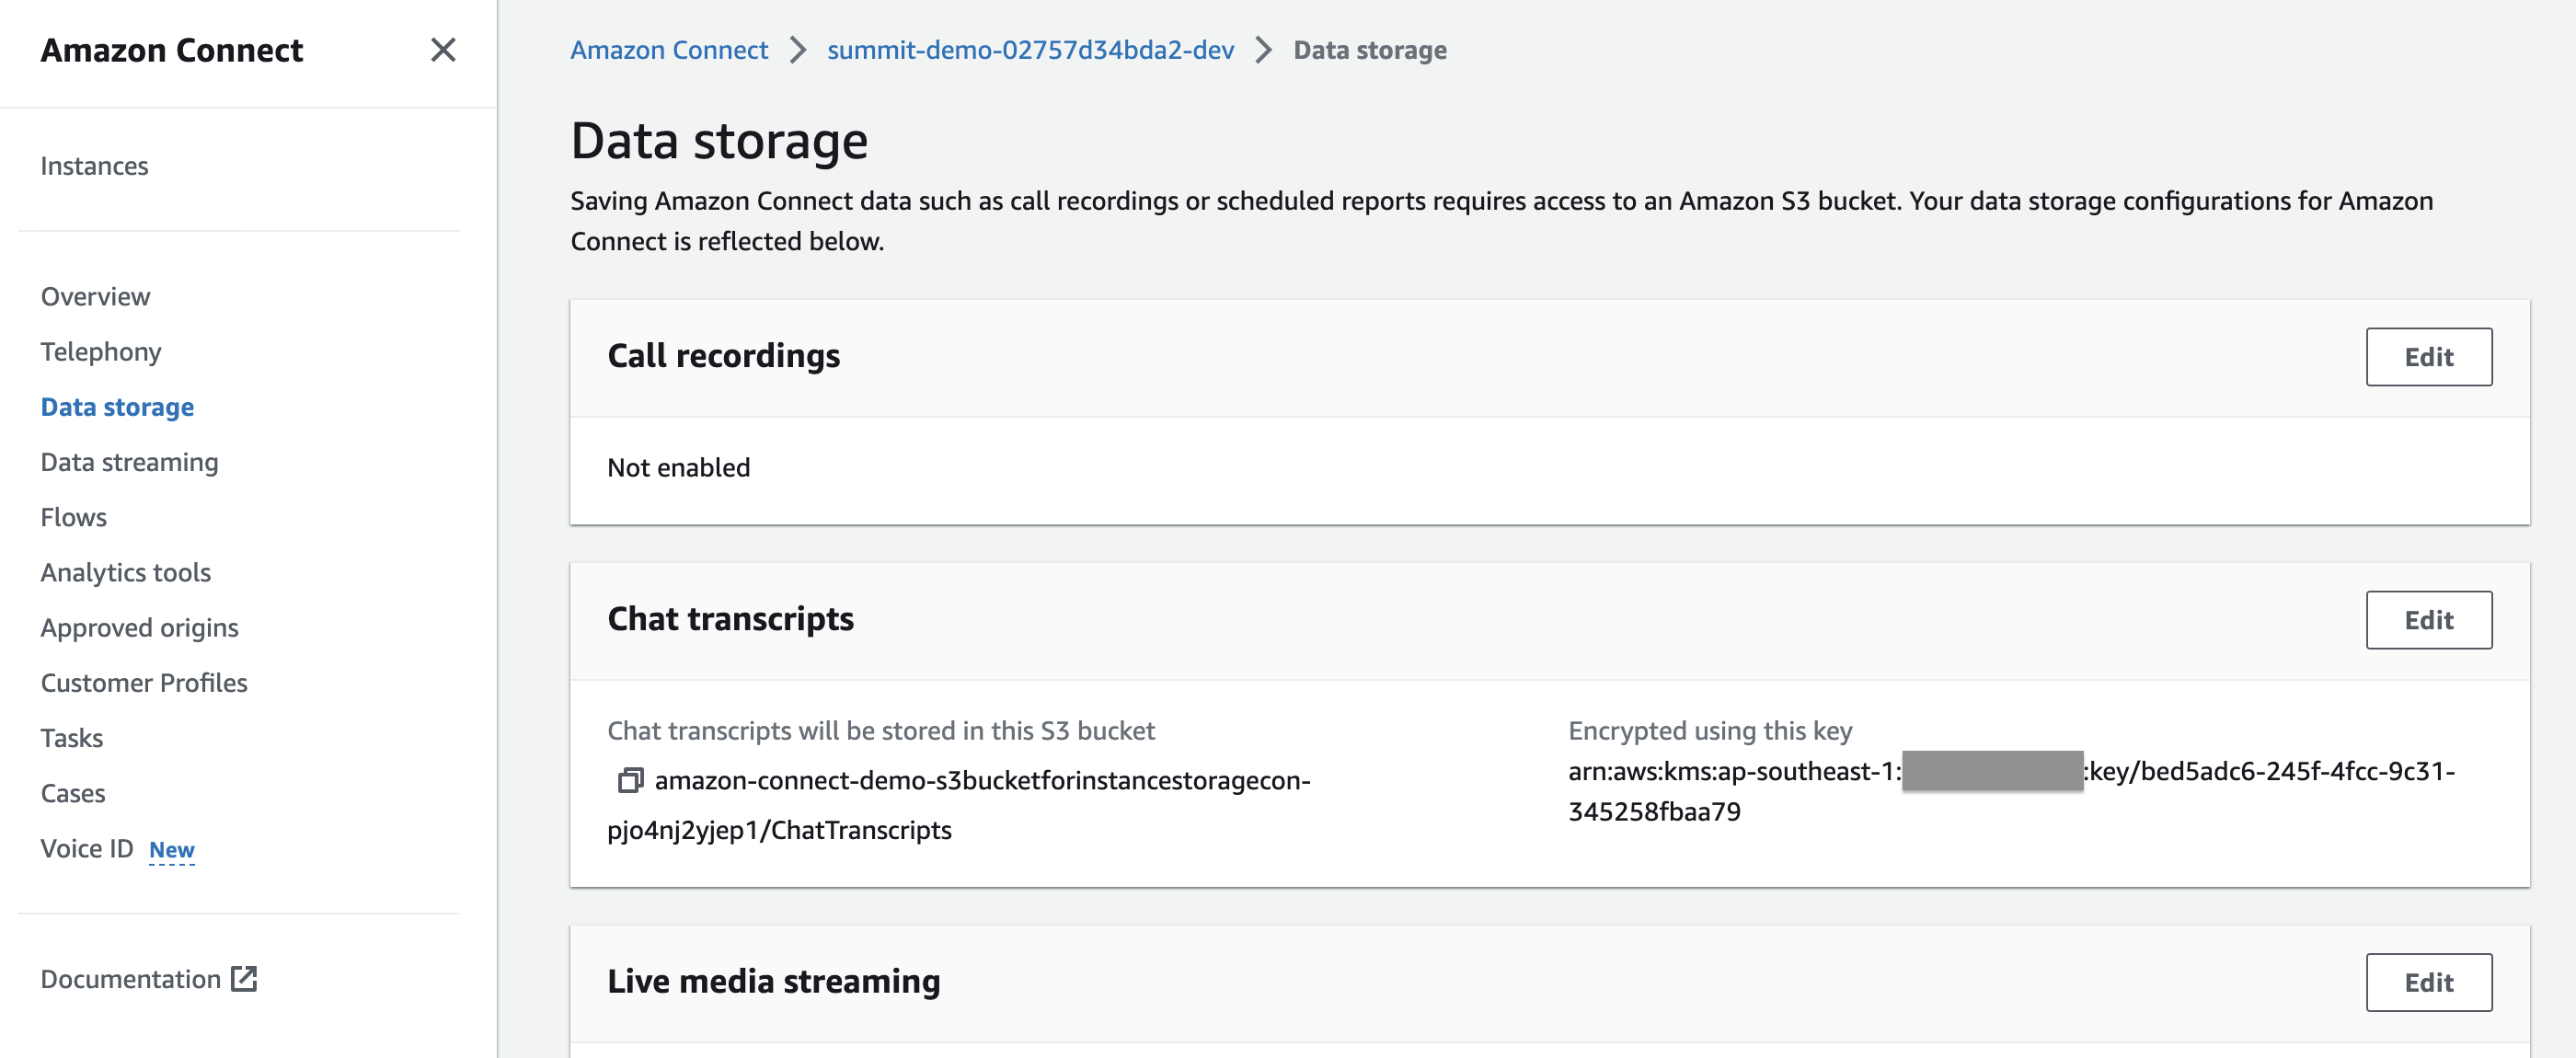 Amazon Connect
Instances
Overview
Telephony
Data storage
Data streaming
Flows
Analytics tools
Approved origins
Customer Profiles
Tasks
Cases
Voice ID New
Documentation
Amazon Connect > summit-demo-02757d34bda2-dev > Data storage
Data storage
Saving Amazon Connect data such as call recordings or scheduled reports requires access to an Amazon S3 bucket. Your data storage configurations for Amazon
Connect is reflected below.
Call recordings
Edit
Not enabled
Chat transcripts
Edit
Chat transcripts will be stored in this S3 bucket
amazon-connect-demo-s3bucketforinstancestoragecon-
pjo4nj2yjep1/ChatTranscripts
Encrypted using this key
arn:aws:kms:ap-southeast-1: :key/bed5adc6-245f-4fcc-9c31-
345258fbaa79
Live media streaming
Edit